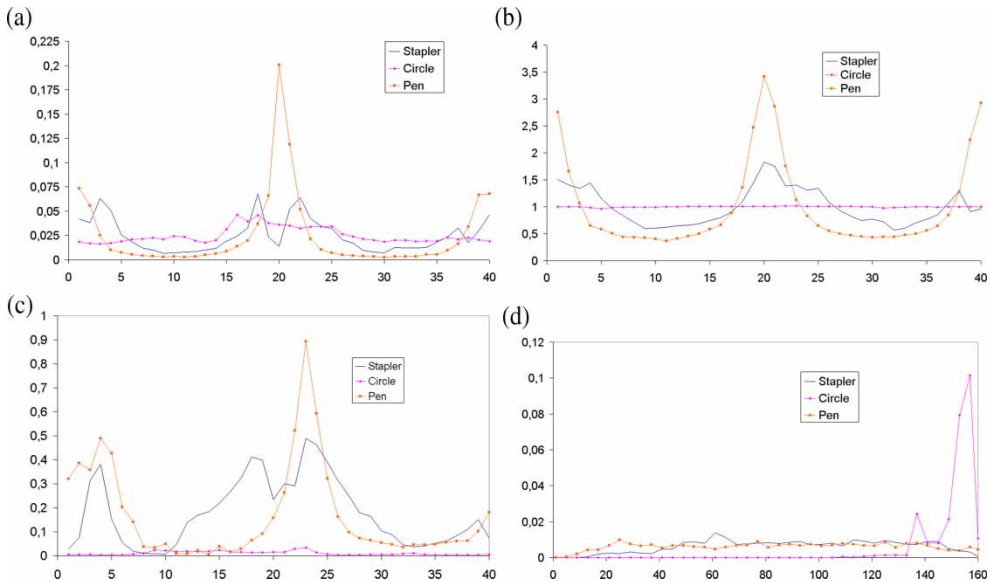 (a)
0,225
0,2
0,175
0,15
0,125
0,1
0,075
0,05
0,025
0
0 5 10 15 20 25 30 35 40
Stapler
Circle
Pen
(b)
4
3,5
3
2,5
2
1,5
1
0,5
0
0 5 10 15 20 25 30 35 40
Stapler
Circle
Pen
(c)
1
0,9
0,8
0,7
0,6
0,5
0,4
0,3
0,2
0,1
0
0 5 10 15 20 25 30 35 40
Stapler
Circle
Pen
(d)
0,12
0,1
0,08
0,06
0,04
0,02
0
0 20 40 60 80 100 120 140 160
Stapler
Circle
Pen